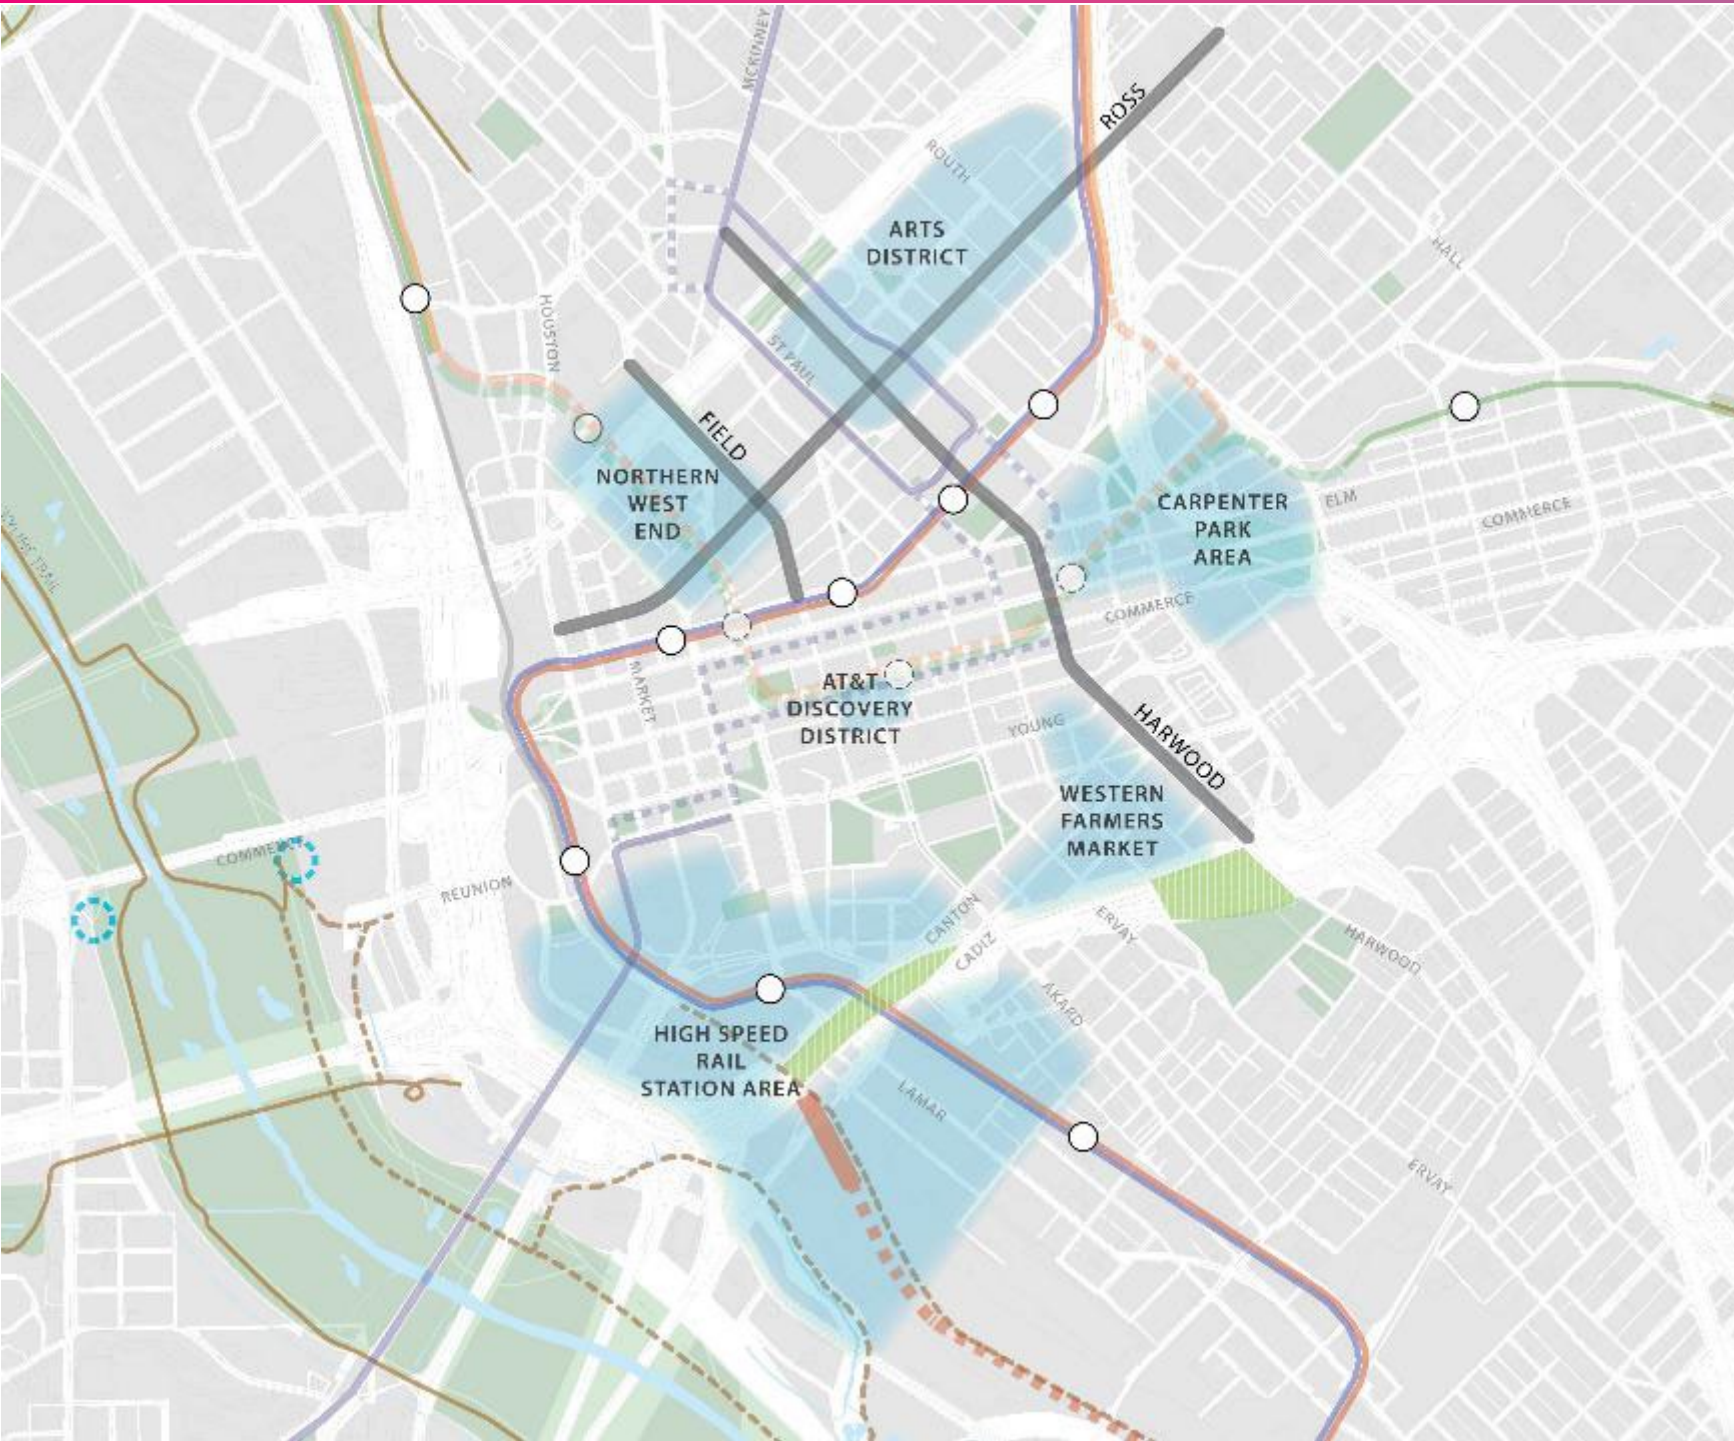 MCKINNEY
ROSS
ROUTH
ARTS
DISTRICT
HALL
HOUSTON
ST PAUL
FIELD
NORTHERN
WEST
END
CARPENTER
PARK
AREA
ELM
COMMERCE
COMMERCE
MARKET
AT&T
DISCOVERY
DISTRICT
YOUNG
HARWOOD
WESTERN
FARMERS
MARKET
REUNION
CANTON
CADIZ
ERVAY
HARWOOD
AKARD
HIGH SPEED
RAIL
STATION AREA
LAMAR
ERVAY